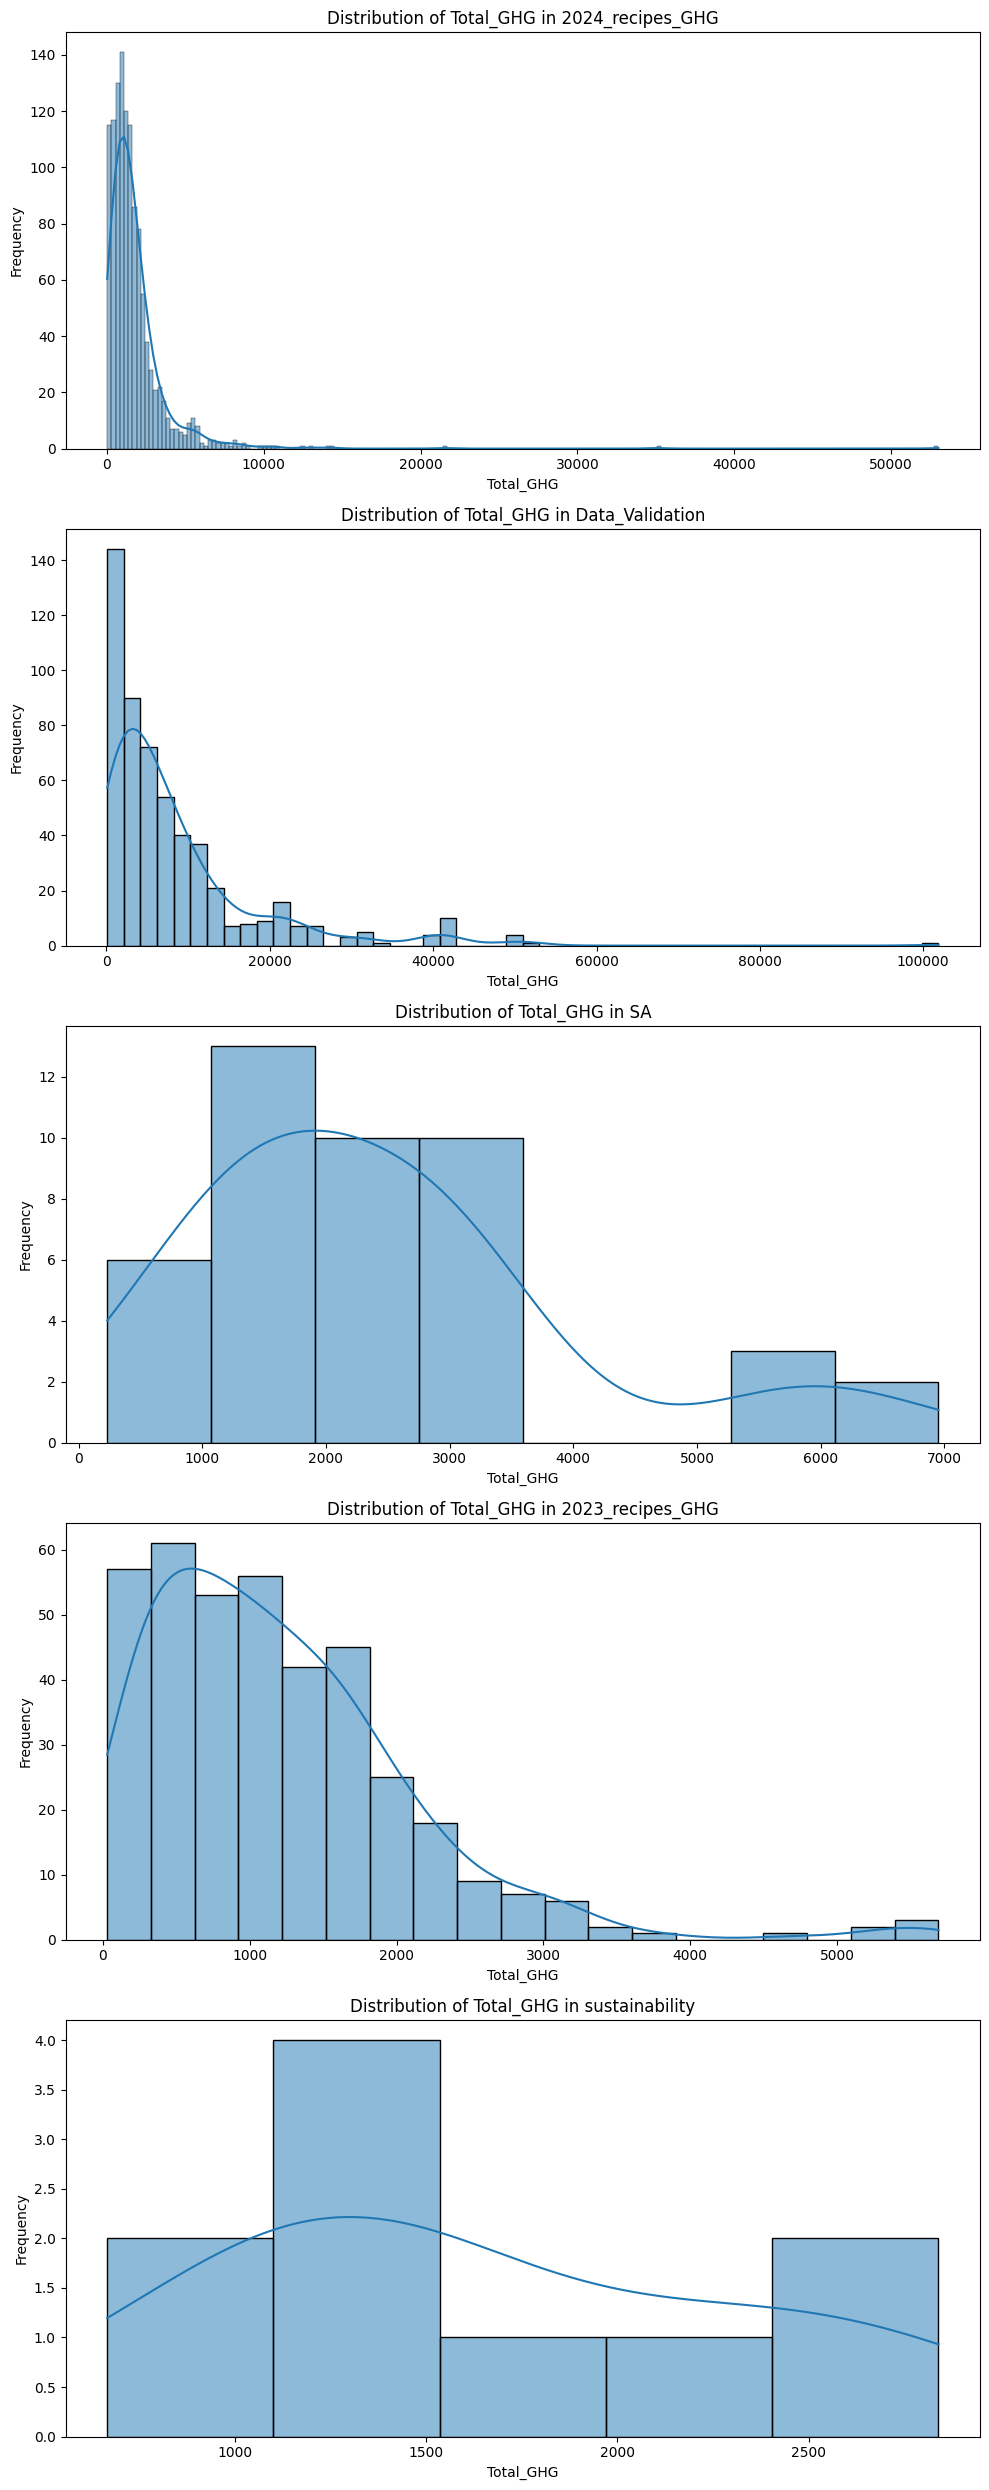 Distribution of Total_GHG in 2024_recipes_GHG
140
120
100
80
60
40
20
0
Frequency
0 10000 20000 30000 40000 50000
Total_GHG
Distribution of Total_GHG in Data_Validation
140
120
100
80
60
40
20
0
Frequency
0 20000 40000 60000 80000 100000
Total_GHG
Distribution of Total_GHG in SA
12
10
8
6
4
2
0
Frequency
0 1000 2000 3000 4000 5000 6000 7000
Total_GHG
Distribution of Total_GHG in 2023_recipes_GHG
60
50
40
30
20
10
0
Frequency
0 1000 2000 3000 4000 5000
Total_GHG
Distribution of Total_GHG in sustainability
4.0
3.5
3.0
2.5
2.0
1.5
1.0
0.5
0.0
Frequency
1000 1500 2000 2500
Total_GHG